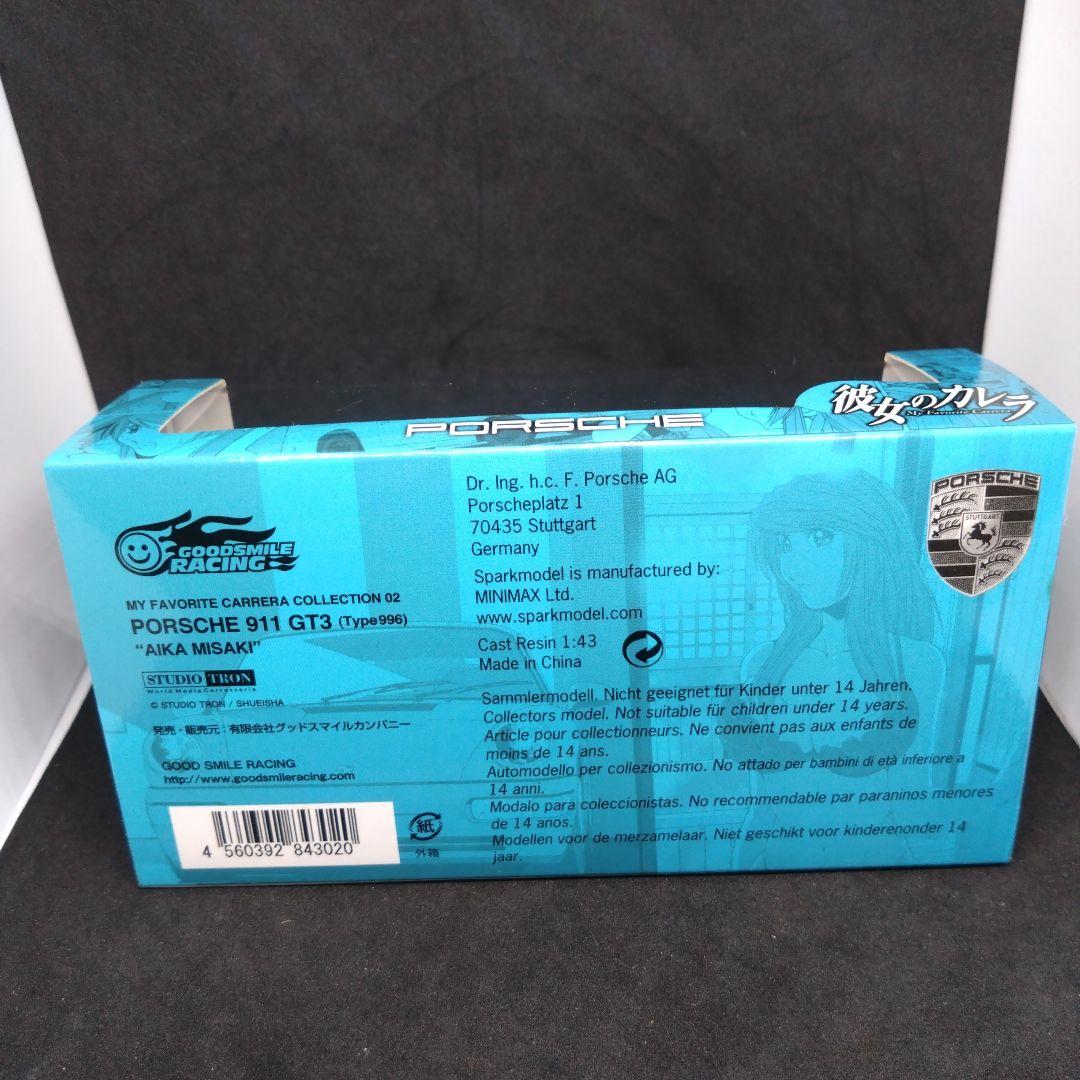 PORSCHE
彼女のカレラ
My Favorite Carrera
PORSCHE
STUTTGART
GOODSMILE
RACING
MY FAVORITE CARRERA COLLECTION 02
PORSCHE 911 GT3 (Type996)
"AIKA MISAKI"
STUDIO TRON
World Media Carrozzeria
© STUDIO TRON / SHUEISHA
発売・販売元：有限会社グッドスマイルカンパニー
GOOD SMILE RACING
http://www.goodsmileracing.com
4 560392 843020
紙
外箱
Dr. Ing. h.c. F. Porsche AG
Porscheplatz 1
70435 Stuttgart
Germany
Sparkmodel is manufactured by:
MINIMAX Ltd.
www.sparkmodel.com
Cast Resin 1:43
Made in China
Sammlermodell. Nicht geeignet für Kinder unter 14 Jahren.
Collectors model. Not suitable für children under 14 years.
Article pour collectionneurs. Ne convient pas aux enfants de
moins de 14 ans.
Automodello per collezionismo. No attado per bambini di età inferiore a
14 anni.
Modalo para coleccionistas. No recommendable par paraninos menores
de 14 anos.
Modellen voor de merzamelaar. Niet geschikt voor kinderenonder 14
jaar.